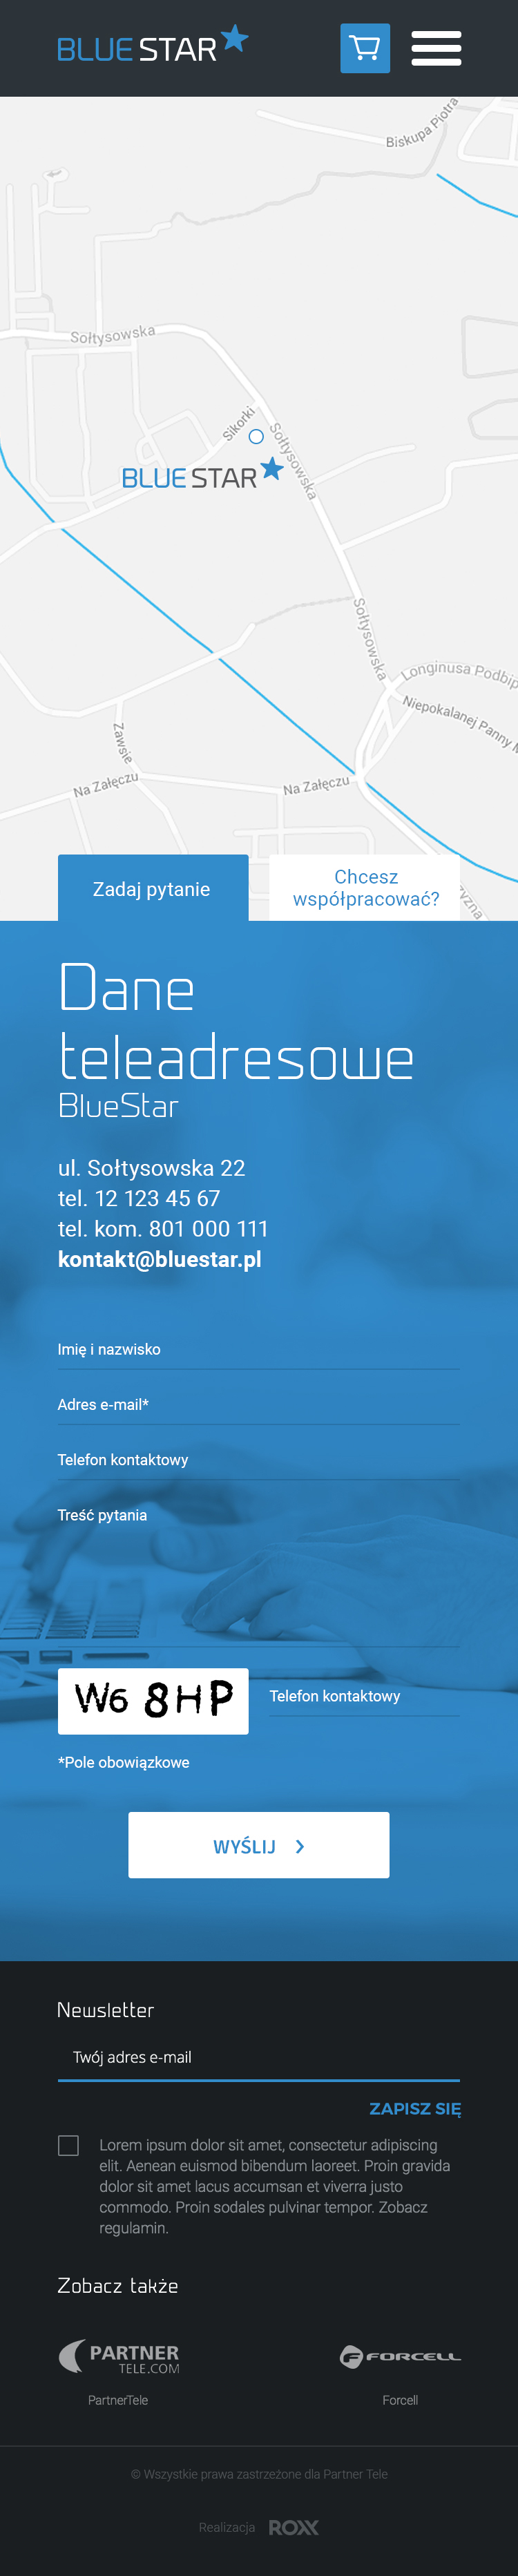 BLUE STAR
Biskupa Piotra
Sołtysowska
Sikorki
Sołtysowska
BLUE STAR
Sołtysowska
Longinusa Podbip
Niepokalanej Panny M
Zawsie
Na Załęczu
Na Załęczu
Zadaj pytanie
Chcesz
współpracować?
yzna
Dane
teleadresowe
BlueStar
ul. Sołtysowska 22
tel. 12 123 45 67
tel. kom. 801 000 111
kontakt@bluestar.pl
Imię i nazwisko
Adres e-mail*
Telefon kontaktowy
Treść pytania
W6 8HP
Telefon kontaktowy
*Pole obowiązkowe
WYŚLIJ >
Newsletter
Twój adres e-mail
ZAPISZ SIĘ
Lorem ipsum dolor sit amet, consectetur adipiscing
elit. Aenean euismod bibendum laoreet. Proin gravida
dolor sit amet lacus accumsan et viverra justo
commodo. Proin sodales pulvinar tempor. Zobacz
regulamin.
Zobacz także
PARTNER
TELE.COM
FORCELL
PartnerTele
Forcell
© Wszystkie prawa zastrzeżone dla Partner Tele
Realizacja ROXX